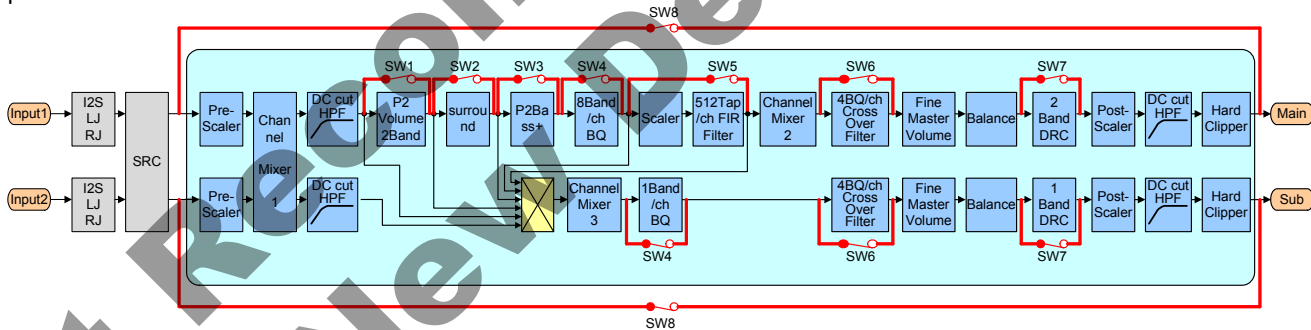 SW8
SW1
SW2
SW3
SW4
SW5
SW6
SW7
Input1
I2S
LJ
RJ
SRC
Pre-
Scaler
Chan
nel
Mixer
1
DC cut
HPF
P2
Volume
2Band
surrou
nd
P2Ba
ss+
8Band
/ch
BQ
Scaler
512Tap
/ch FIR
Filter
Channel
Mixer
2
4BQ/ch
Cross
Over
Filter
Fine
Master
Volume
Balance
2
Band
DRC
Post-
Scaler
DC cut
HPF
Hard
Clipper
Main
Input2
I2S
LJ
RJ
Pre-
Scaler
DC cut
HPF
Channel
Mixer
3
1Band
/ch
BQ
4BQ/ch
Cross
Over
Filter
Fine
Master
Volume
Balance
1
Band
DRC
Post-
Scaler
DC cut
HPF
Hard
Clipper
Sub
SW4
SW6
SW7
SW8